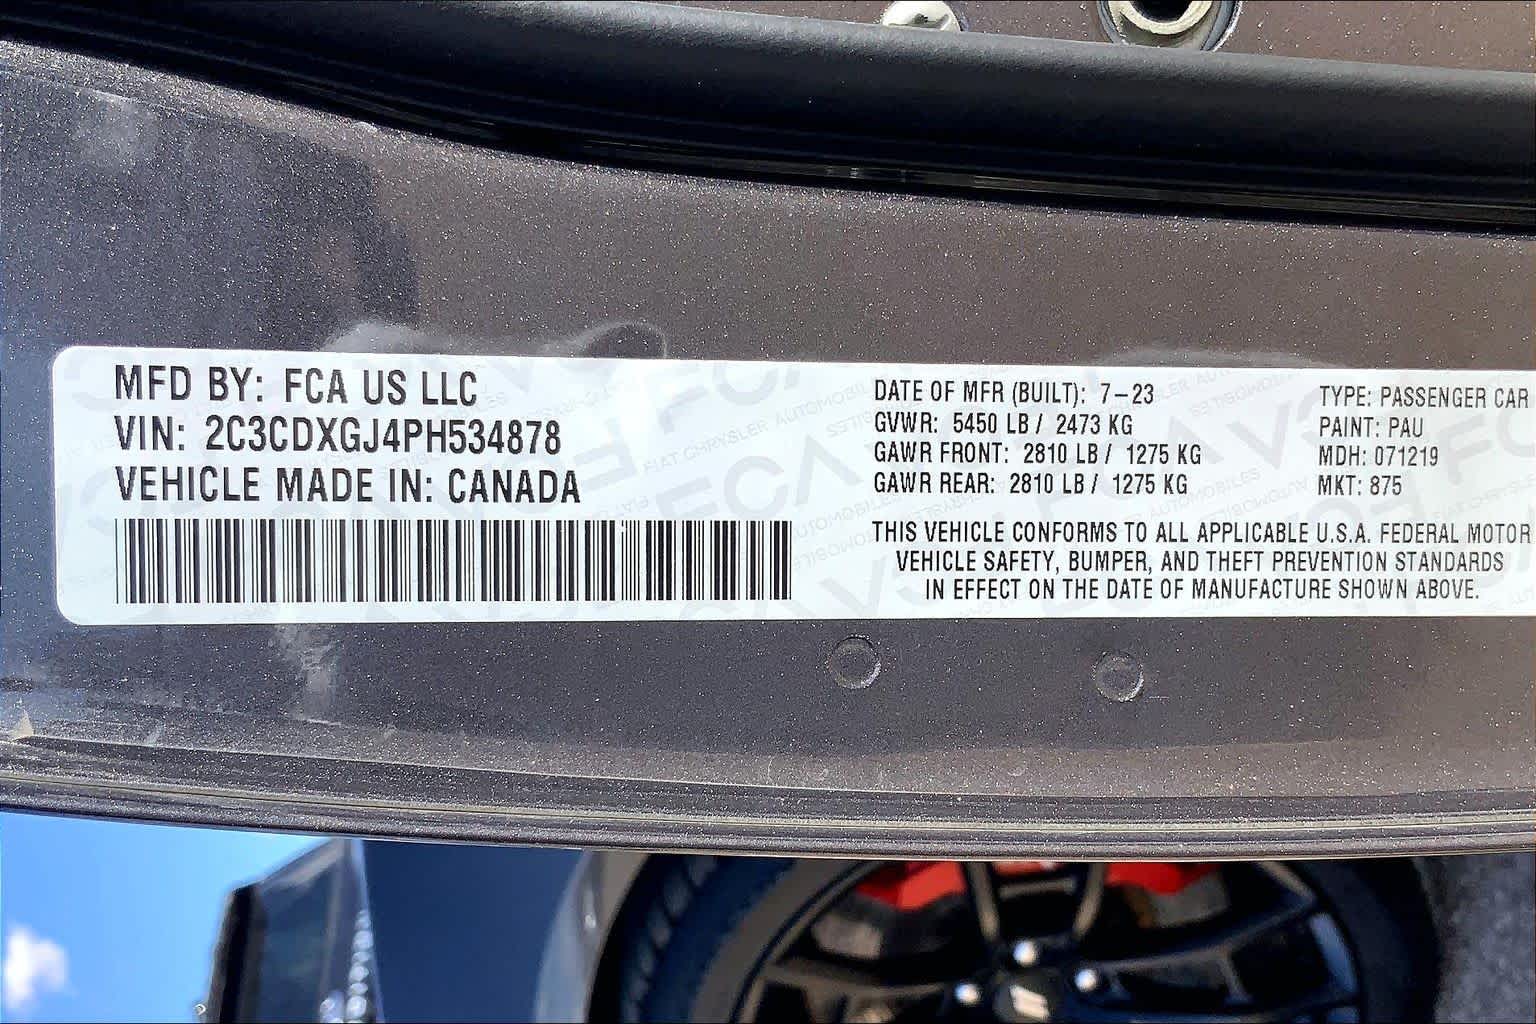 MFD BY: FCA US LLC
VIN: 2C3CDXGJ4PH534878
VEHICLE MADE IN: CANADA
DATE OF MFR (BUILT): 7-23
GVWR: 5450 LB / 2473 KG
GAWR FRONT: 2810 LB / 1275 KG
GAWR REAR: 2810 LB / 1275 KG
TYPE: PASSENGER CAR
PAINT: PAU
MDH: 071219
MKT: 875
THIS VEHICLE CONFORMS TO ALL APPLICABLE U.S.A. FEDERAL MOTOR
VEHICLE SAFETY, BUMPER, AND THEFT PREVENTION STANDARDS
IN EFFECT ON THE DATE OF MANUFACTURE SHOWN ABOVE.